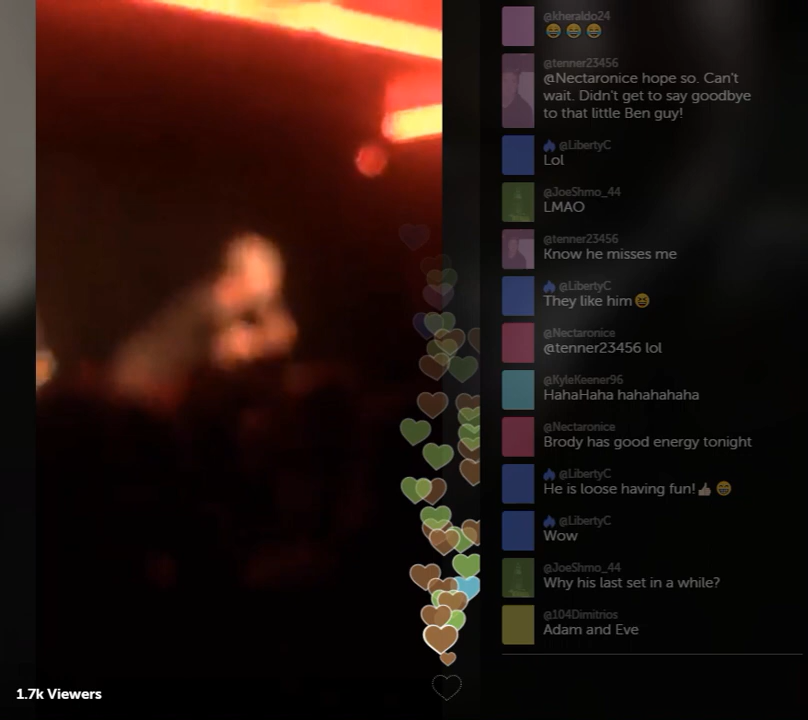 @kheraldo24
😂 😂 😂
@tenner23456
@Nectaronice hope so. Can't
wait. Didn't get to say goodbye
to that little Ben guy!
@LibertyC
Lol
@JoeShmo_44
LMAO
@tenner23456
Know he misses me
@LibertyC
They like him😆
@Nectaronice
@tenner23456 lol
@KyleKeener96
HahaHaha hahahahaha
@Nectaronice
Brody has good energy tonight
@LibertyC
He is loose having fun!👍😄
@LibertyC
Wow
@JoeShmo_44
Why his last set in a while?
@104Dimitrios
Adam and Eve
1.7k Viewers